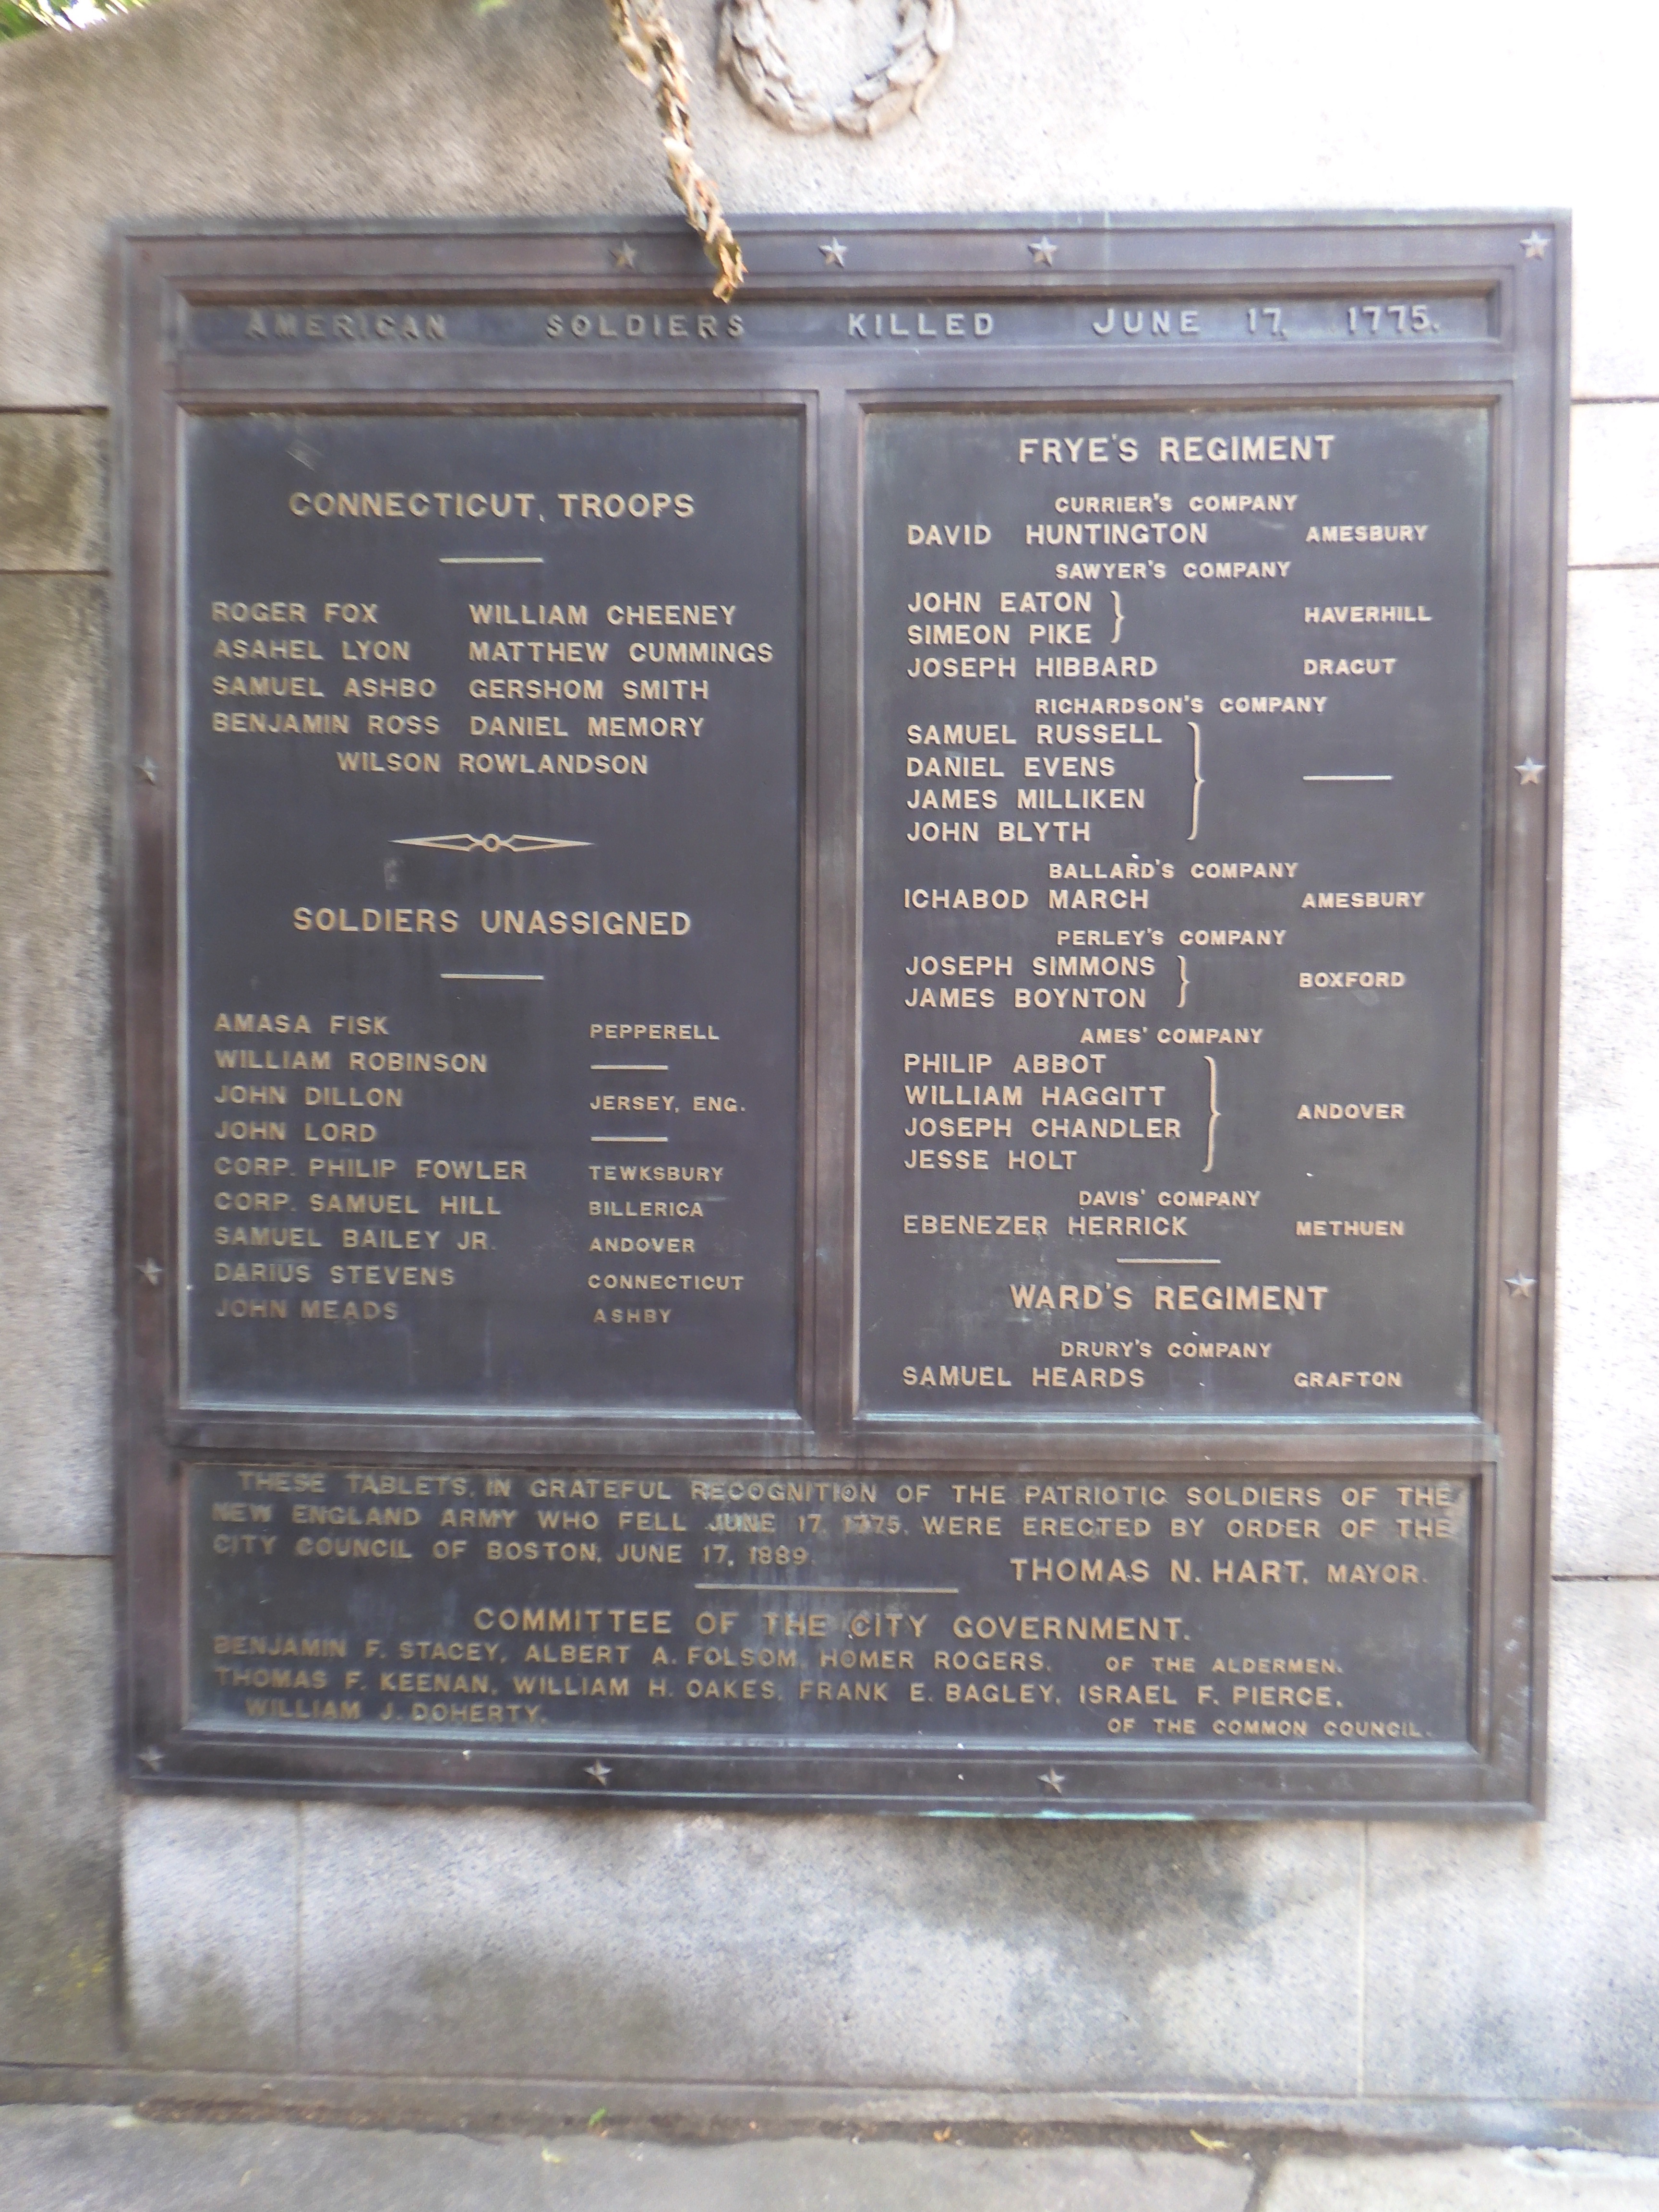 AMERICAN SOLDIERS KILLED JUNE 17, 1775.
CONNECTICUT TROOPS
ROGER FOX WILLIAM CHEENEY
ASAHEL LYON MATTHEW CUMMINGS
SAMUEL ASHBO GERSHOM SMITH
BENJAMIN ROSS DANIEL MEMORY
WILSON ROWLANDSON
SOLDIERS UNASSIGNED
AMASA FISK PEPPERELL
WILLIAM ROBINSON
JOHN DILLON JERSEY, ENG.
JOHN LORD
CORP. PHILIP FOWLER TEWKSBURY
CORP. SAMUEL HILL BILLERICA
SAMUEL BAILEY JR. ANDOVER
DARIUS STEVENS CONNECTICUT
JOHN MEADS ASHBY
FRYE'S REGIMENT
CURRIER'S COMPANY
DAVID HUNTINGTON AMESBURY
SAWYER'S COMPANY
JOHN EATON
SIMEON PIKE HAVERHILL
JOSEPH HIBBARD DRACUT
RICHARDSON'S COMPANY
SAMUEL RUSSELL
DANIEL EVENS
JAMES MILLIKEN
JOHN BLYTH
BALLARD'S COMPANY
ICHABOD MARCH AMESBURY
PERLEY'S COMPANY
JOSEPH SIMMONS
JAMES BOYNTON BOXFORD
AMES' COMPANY
PHILIP ABBOT
WILLIAM HAGGITT
JOSEPH CHANDLER ANDOVER
JESSE HOLT
DAVIS' COMPANY
EBENEZER HERRICK METHUEN
WARD'S REGIMENT
DRURY'S COMPANY
SAMUEL HEARDS GRAFTON
THESE TABLETS, IN GRATEFUL RECOGNITION OF THE PATRIOTIC SOLDIERS OF THE
NEW ENGLAND ARMY WHO FELL JUNE 17, 1775, WERE ERECTED BY ORDER OF THE
CITY COUNCIL OF BOSTON, JUNE 17, 1889.
THOMAS N. HART, MAYOR.
COMMITTEE OF THE CITY GOVERNMENT.
BENJAMIN F. STACEY, ALBERT A. FOLSOM, HOMER ROGERS, OF THE ALDERMEN.
THOMAS F. KEENAN, WILLIAM H. OAKES, FRANK E. BAGLEY, ISRAEL F. PIERCE,
WILLIAM J. DOHERTY, OF THE COMMON COUNCIL.